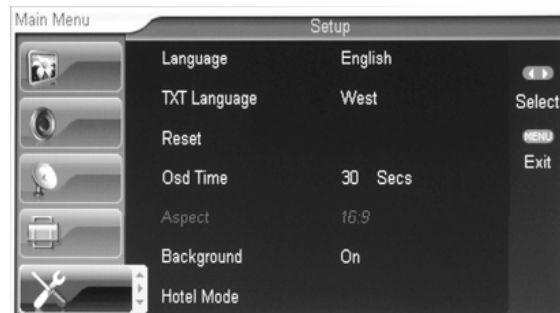 Main Menu
Setup
Language English
TXT Language West
Reset
Osd Time 30 Secs
Aspect 16:9
Background On
Hotel Mode
Select
MENU
Exit